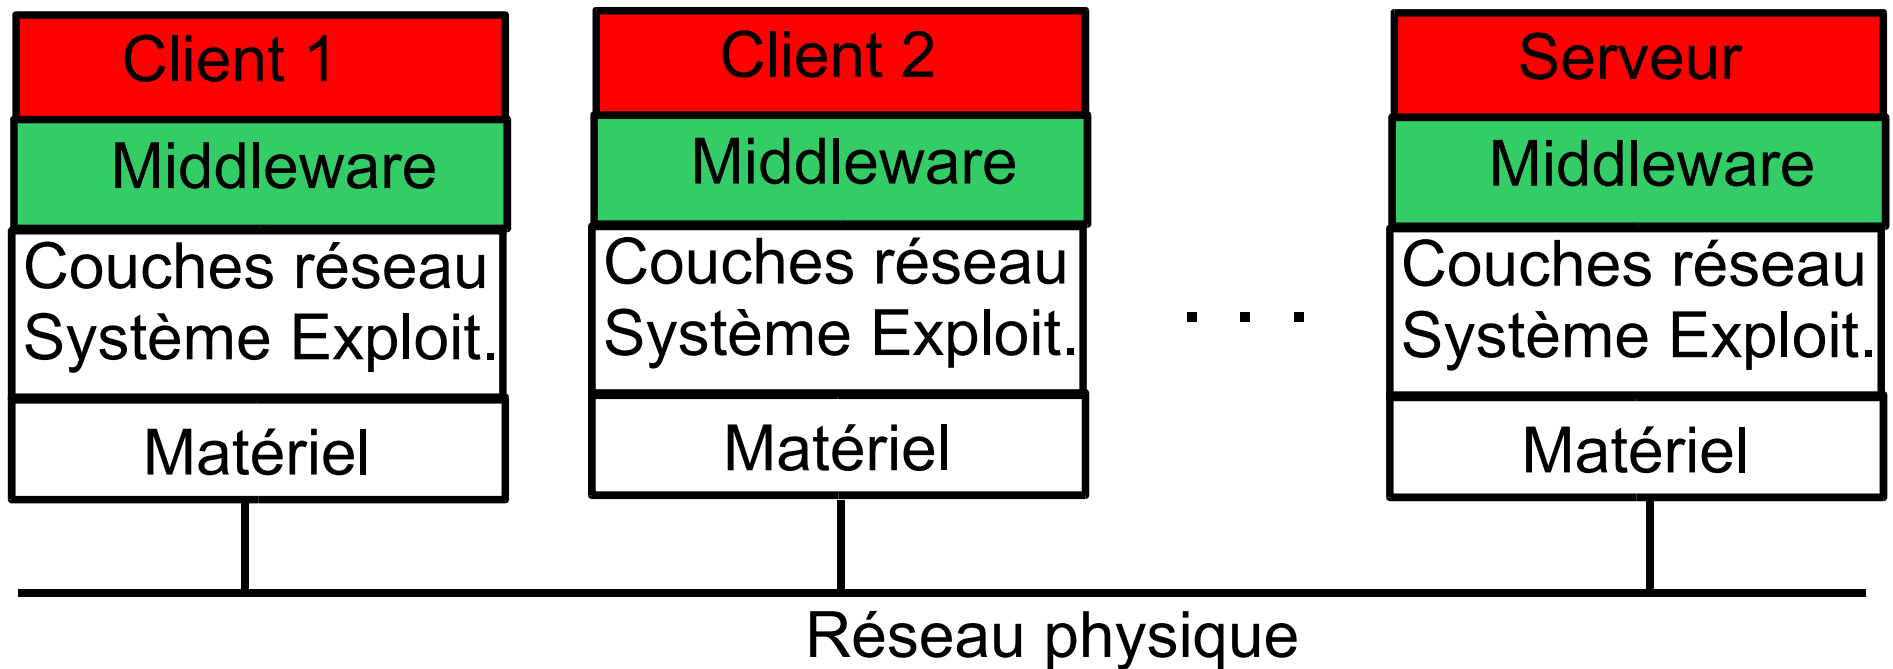 Client 1
Middleware
Couches réseau
Système Exploit.
Matériel
Client 2
Middleware
Couches réseau
Système Exploit.
Matériel
. . .
Serveur
Middleware
Couches réseau
Système Exploit.
Matériel
Réseau physique